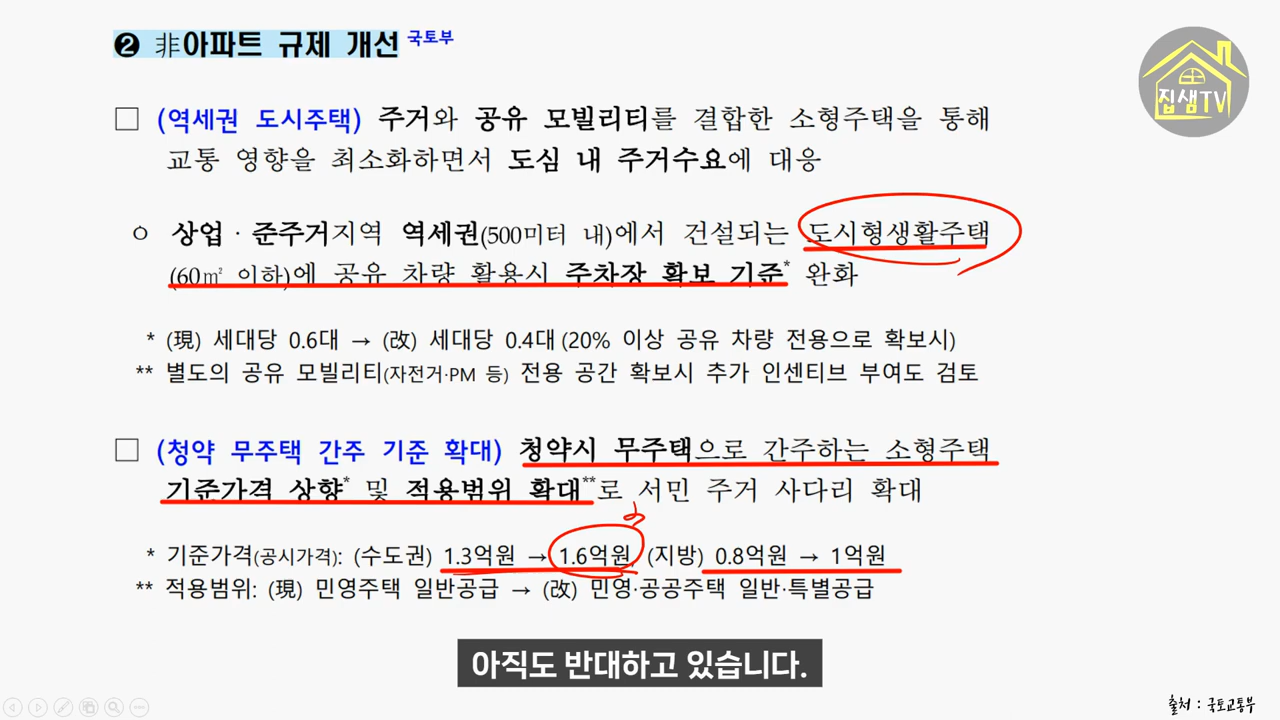 ❷ 非아파트 규제 개선 국토부
집샘TV
□ (역세권 도시주택) 주거와 공유 모빌리티를 결합한 소형주택을 통해
교통 영향을 최소화하면서 도심 내 주거수요에 대응
ㅇ 상업·준주거지역 역세권(500미터 내)에서 건설되는 도시형생활주택
(60㎡ 이하)에 공유 차량 활용시 주차장 확보 기준* 완화
* (現) 세대당 0.6대 → (改) 세대당 0.4대(20% 이상 공유 차량 전용으로 확보시)
** 별도의 공유 모빌리티(자전거·PM 등) 전용 공간 확보시 추가 인센티브 부여도 검토
□ (청약 무주택 간주 기준 확대) 청약시 무주택으로 간주하는 소형주택
기준가격 상향* 및 적용범위 확대**로 서민 주거 사다리 확대
* 기준가격(공시가격): (수도권) 1.3억원 → 1.6억원, (지방) 0.8억원 → 1억원
** 적용범위: (現) 민영주택 일반공급 → (改) 민영·공공주택 일반·특별공급
아직도 반대하고 있습니다.
출처 : 국토교통부